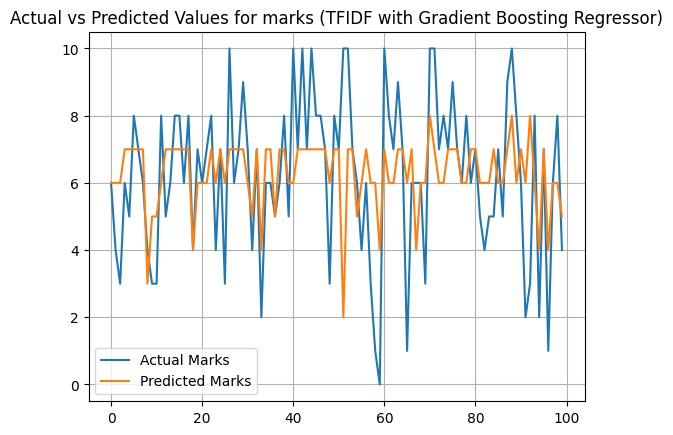 Actual vs Predicted Values for marks (TFIDF with Gradient Boosting Regressor)
10
8
6
4
2
0
Actual Marks
Predicted Marks
0 20 40 60 80 100